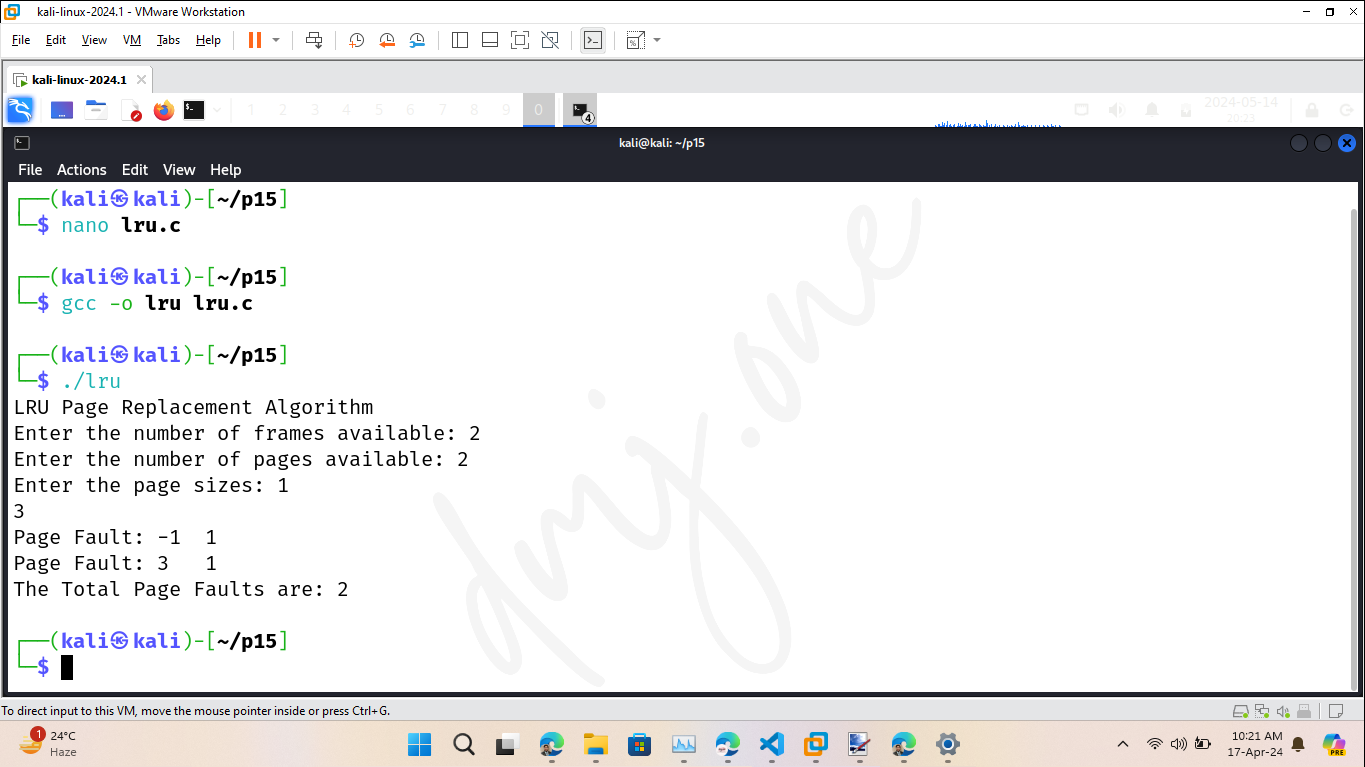 kali-linux-2024.1 - VMware Workstation
File Edit View VM Tabs Help
kali-linux-2024.1
1 2 3 4 5 6 7 8 9 0 4 2024-05-14
20:23
kali@kali: ~/p15
File Actions Edit View Help
┌──(kali㉿kali)-[~/p15]
└─$ nano lru.c
┌──(kali㉿kali)-[~/p15]
└─$ gcc -o lru lru.c
┌──(kali㉿kali)-[~/p15]
└─$ ./lru
LRU Page Replacement Algorithm
Enter the number of frames available: 2
Enter the number of pages available: 2
Enter the page sizes: 1
3
Page Fault: -1 1
Page Fault: 3 1
The Total Page Faults are: 2
┌──(kali㉿kali)-[~/p15]
└─$
dmj.one
To direct input to this VM, move the mouse pointer inside or press Ctrl+G.
1 24°C
Haze
10:21 AM
17-Apr-24
PRE